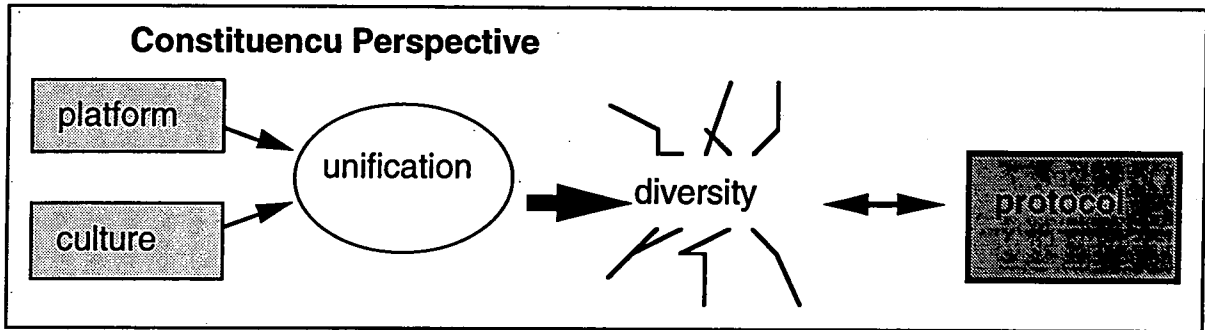 Constituencu Perspective
platform
unification
culture
diversity
protocol